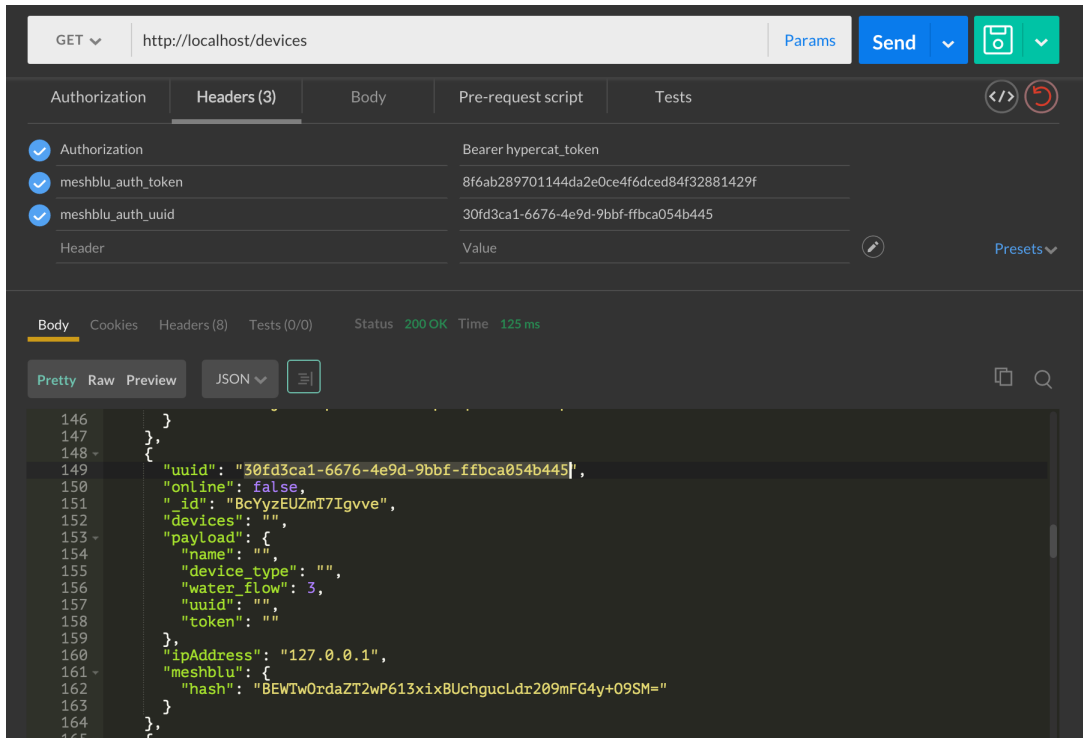 GET http://localhost/devices Params Send
Authorization Headers (3) Body Pre-request script Tests </>
Authorization Bearer hypercat_token
meshblu_auth_token 8f6ab289701144da2e0ce4f6dced84f32881429f
meshblu_auth_uuid 30fd3ca1-6676-4e9d-9bbf-ffbca054b445
Header Value Presets
Body Cookies Headers (8) Tests (0/0) Status 200 OK Time 125 ms
Pretty Raw Preview JSON
146 }
147 },
148 {
149 "uuid": "30fd3ca1-6676-4e9d-9bbf-ffbca054b445",
150 "online": false,
151 "_id": "BcYyzEUZmT7Igvve",
152 "devices": "",
153 "payload": {
154 "name": "",
155 "device_type": "",
156 "water_flow": 3,
157 "uuid": "",
158 "token": ""
159 },
160 "ipAddress": "127.0.0.1",
161 "meshblu": {
162 "hash": "BEWTwOrdaZT2wP613xixBUchgucLdr209mFG4y+O9SM="
163 }
164 },